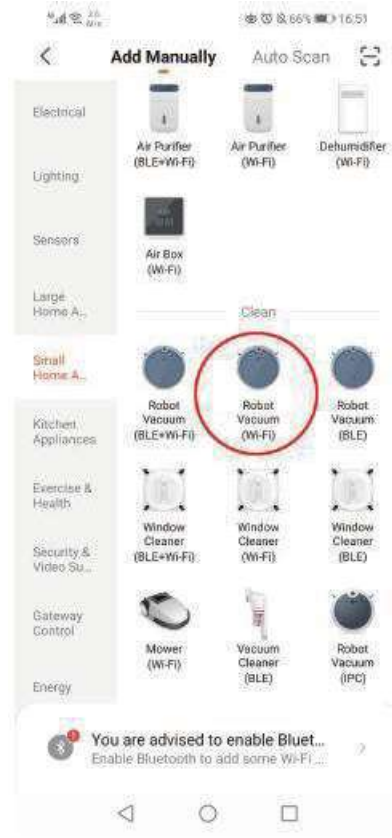 66% 16:51
Add Manually Auto Scan
Electrical
Air Purifier
(BLE+Wi-Fi)
Air Purifier
(Wi-Fi)
Dehumidifier
(Wi-Fi)
Lighting
Sensors
Air Box
(Wi-Fi)
Large
Home A...
Clean
Small
Home A...
Robot
Vacuum
(BLE+Wi-Fi)
Robot
Vacuum
(Wi-Fi)
Robot
Vacuum
(BLE)
Kitchen
Appliances
Exercise &
Health
Window
Cleaner
(BLE+Wi-Fi)
Window
Cleaner
(Wi-Fi)
Window
Cleaner
(BLE)
Security &
Video Su...
Gateway
Control
Mower
(Wi-Fi)
Vacuum
Cleaner
(BLE)
Robot
Vacuum
(IPC)
Energy
You are advised to enable Bluet...
Enable Bluetooth to add some Wi-Fi ...